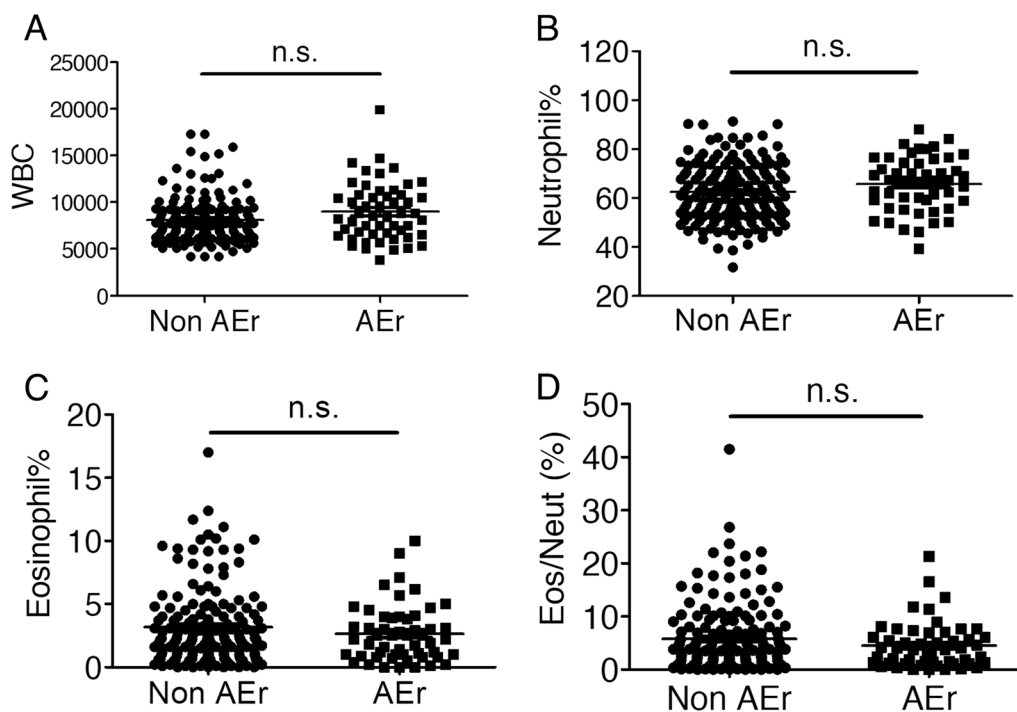 A
n.s.
WBC
25000
20000
15000
10000
5000
0
Non AEr
AEr
B
n.s.
Neutrophil%
120
100
80
60
40
20
Non AEr
AEr
C
n.s.
Eosinophil%
20
15
10
5
0
Non AEr
AEr
D
n.s.
Eos/Neut (%)
50
40
30
20
10
0
Non AEr
AEr